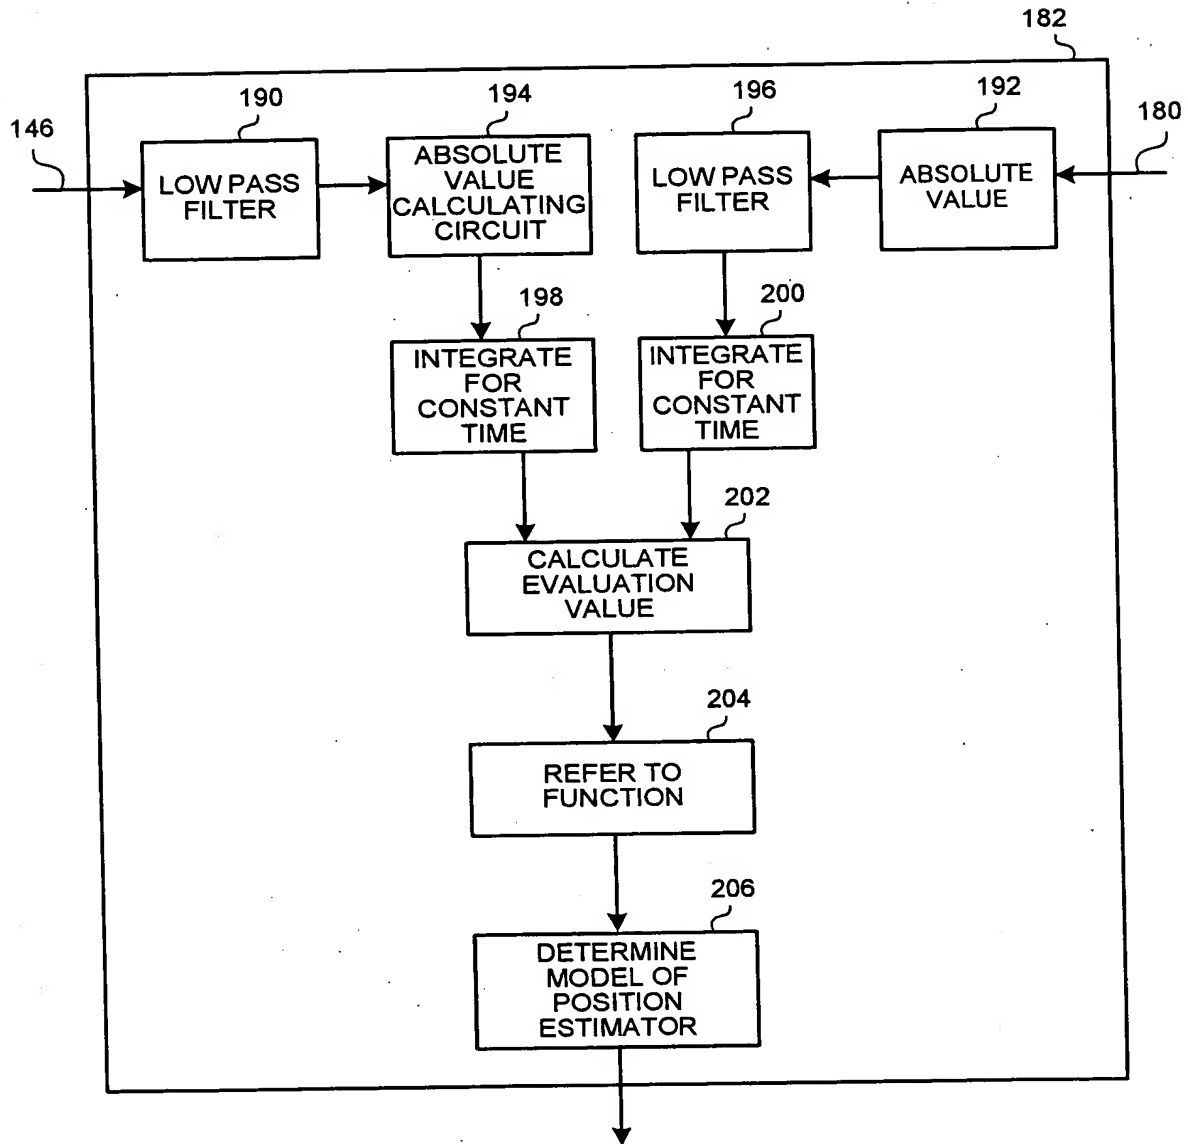 182
190
194
196
192
146
180
LOW PASS
FILTER
ABSOLUTE
VALUE
CALCULATING
CIRCUIT
LOW PASS
FILTER
ABSOLUTE
VALUE
198
200
INTEGRATE
FOR
CONSTANT
TIME
INTEGRATE
FOR
CONSTANT
TIME
202
CALCULATE
EVALUATION
VALUE
204
REFER TO
FUNCTION
206
DETERMINE
MODEL OF
POSITION
ESTIMATOR